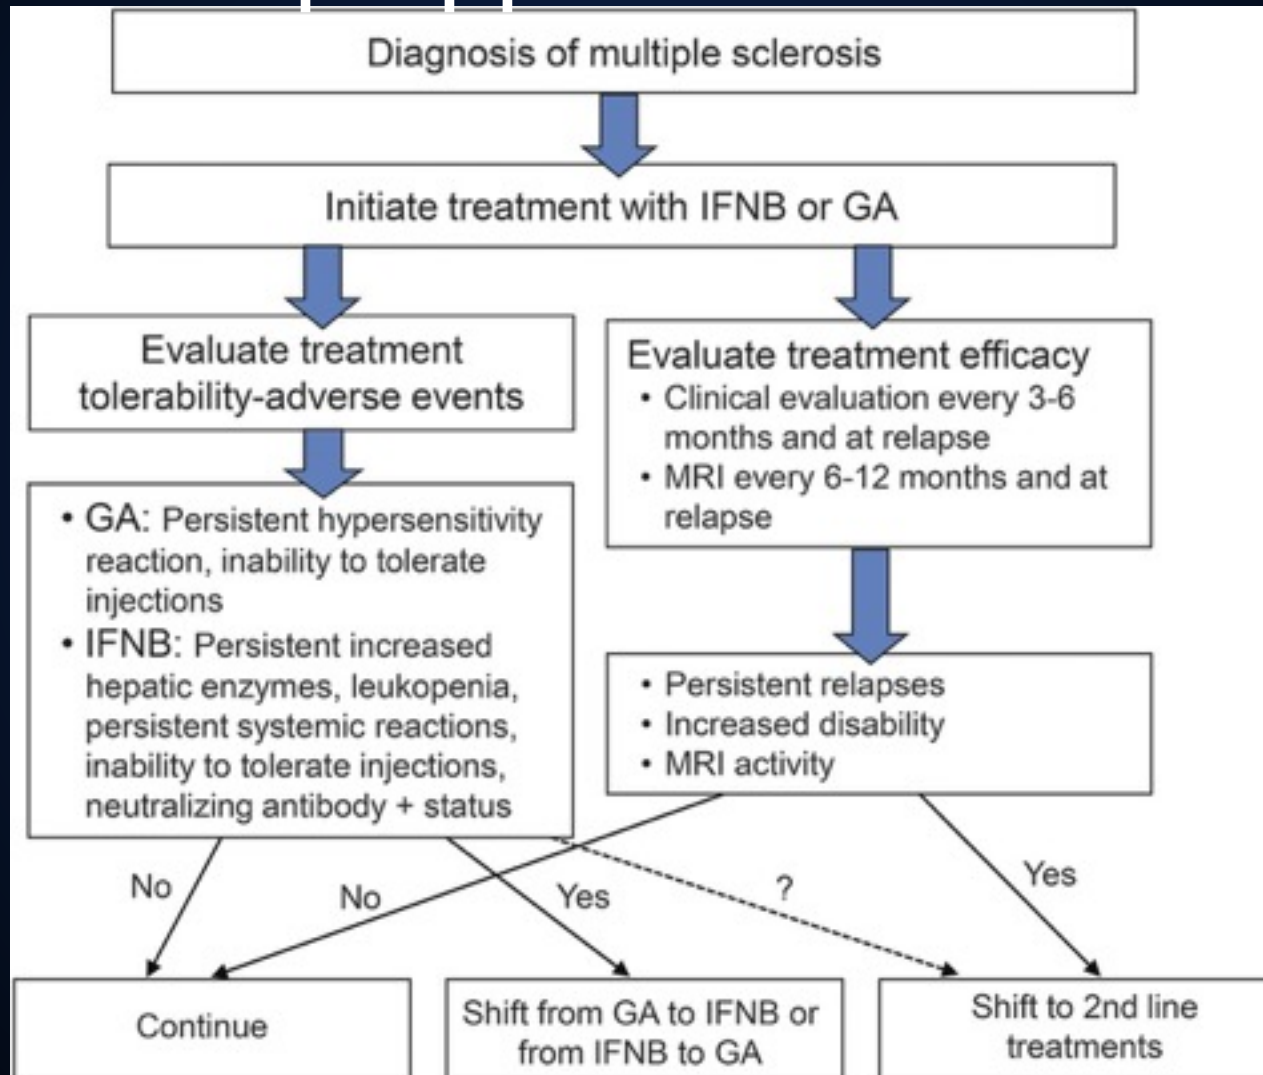 Diagnosis of multiple sclerosis
Initiate treatment with IFNB or GA
Evaluate treatment
tolerability-adverse events
• GA: Persistent hypersensitivity
reaction, inability to tolerate
injections
• IFNB: Persistent increased
hepatic enzymes, leukopenia,
persistent systemic reactions,
inability to tolerate injections,
neutralizing antibody + status
Evaluate treatment efficacy
• Clinical evaluation every 3-6
months and at relapse
• MRI every 6-12 months and at
relapse
• Persistent relapses
• Increased disability
• MRI activity
No
No
Yes
?
Yes
Continue
Shift from GA to IFNB or
from IFNB to GA
Shift to 2nd line
treatments